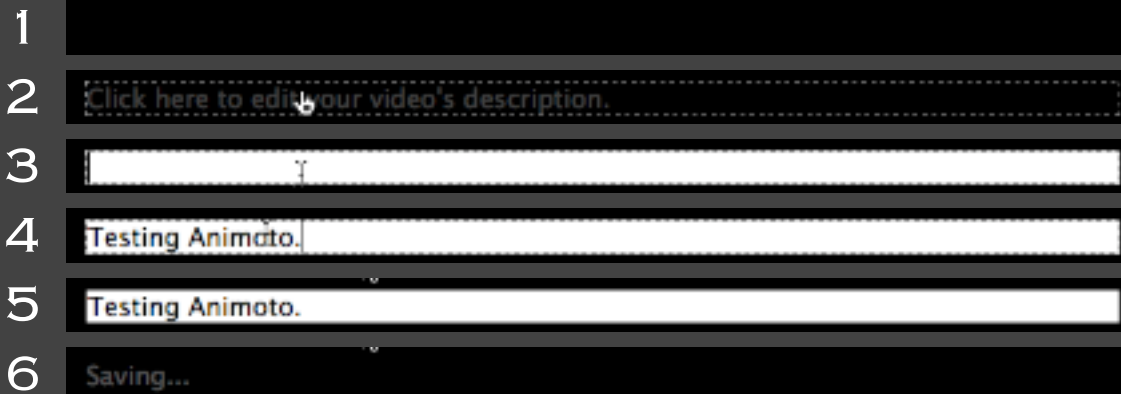 1
2 Click here to edit your video's description.
3
4 Testing Animoto.
5 Testing Animoto.
6 Saving...